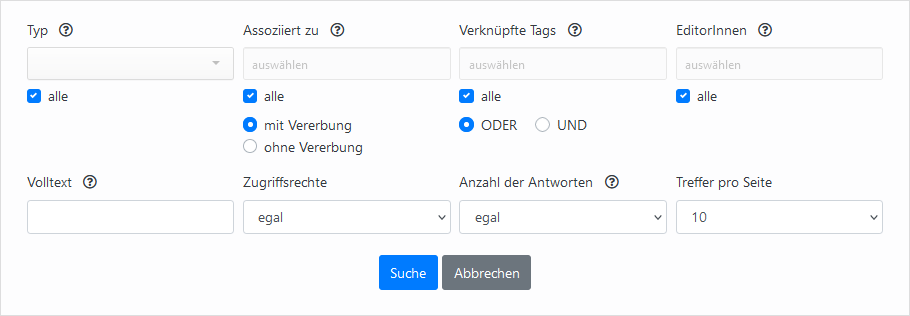 Typ ? Assoziiert zu ? Verknüpfte Tags ? EditorInnen ?
auswählen auswählen auswählen
alle alle alle alle
mit Vererbung ODER UND
ohne Vererbung
Volltext ? Zugriffsrechte Anzahl der Antworten ? Treffer pro Seite
egal egal 10
Suche Abbrechen